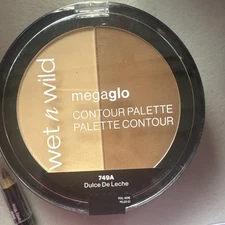 wet n wild
megaglo
CONTOUR PALETTE
PALETTE CONTOUR
749A
Dulce De Leche